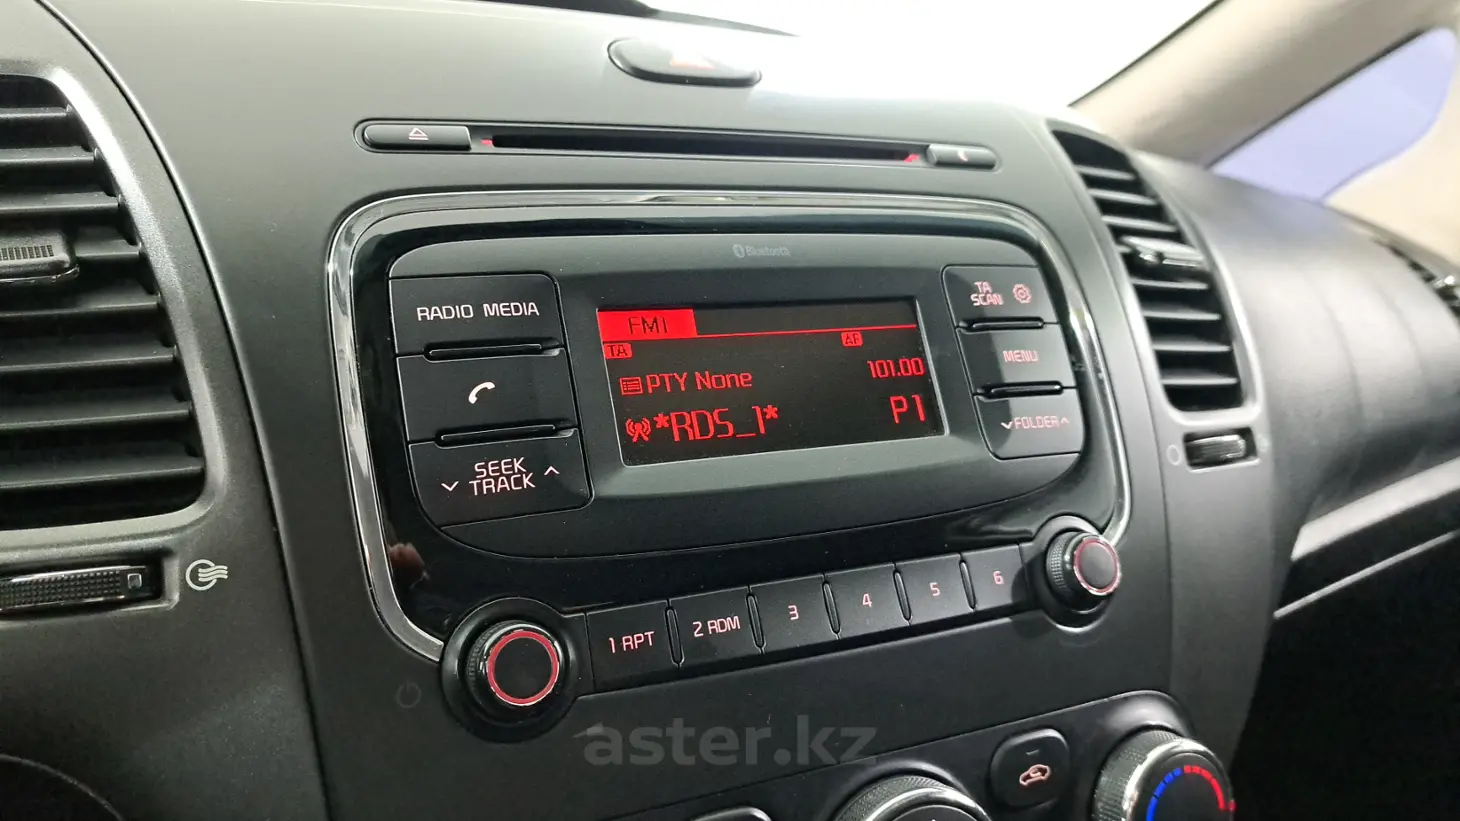 Bluetooth
RADIO MEDIA
SEEK
TRACK
FM1
TA
AF
PTY None
101.00
*RDS_1*
P1
TA
SCAN
MENU
FOLDER
1 RPT
2 RDM
3
4
5
6
aster.kz